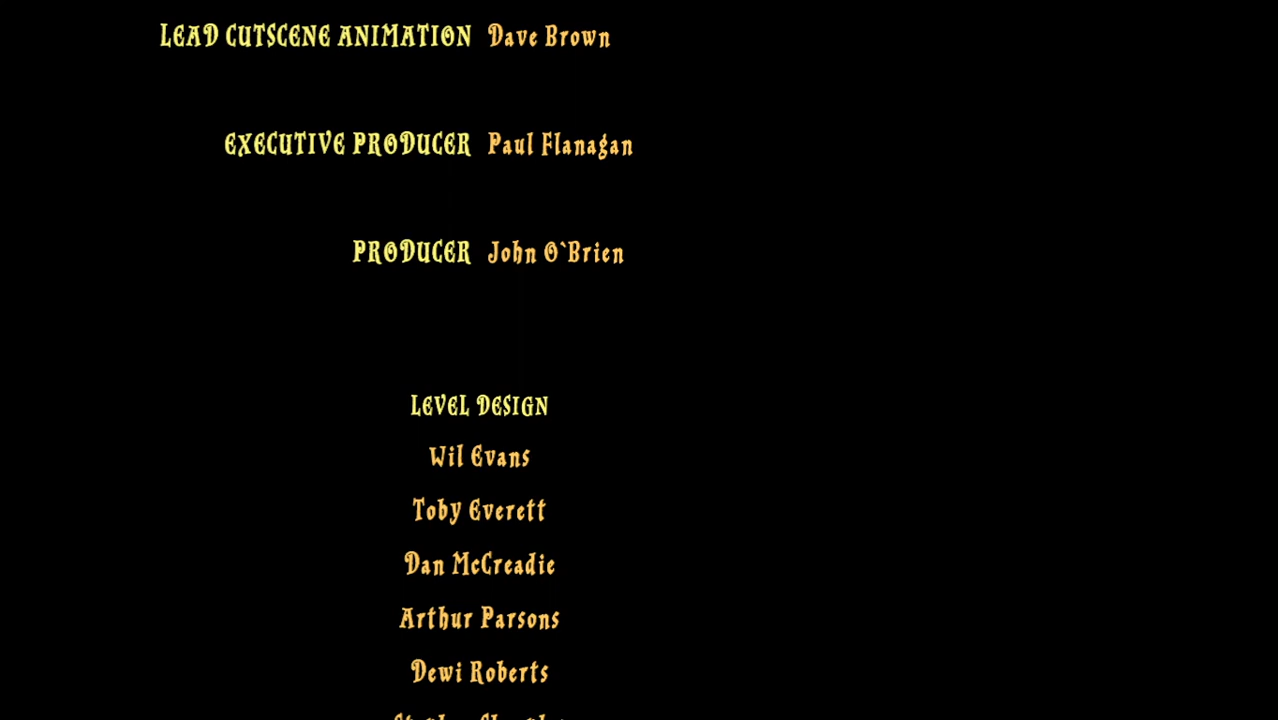 LEAD CUTSCENE ANIMATION Dave Brown
EXECUTIVE PRODUCER Paul Flanagan
PRODUCER John O`Brien
LEVEL DESIGN
Wil Evans
Toby Everett
Dan McCreadie
Arthur Parsons
Dewi Roberts